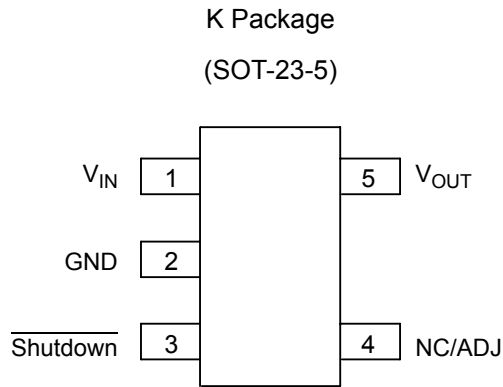 K Package
(SOT-23-5)
VIN 1 5 VOUT
GND 2
Shutdown 3 4 NC/ADJ